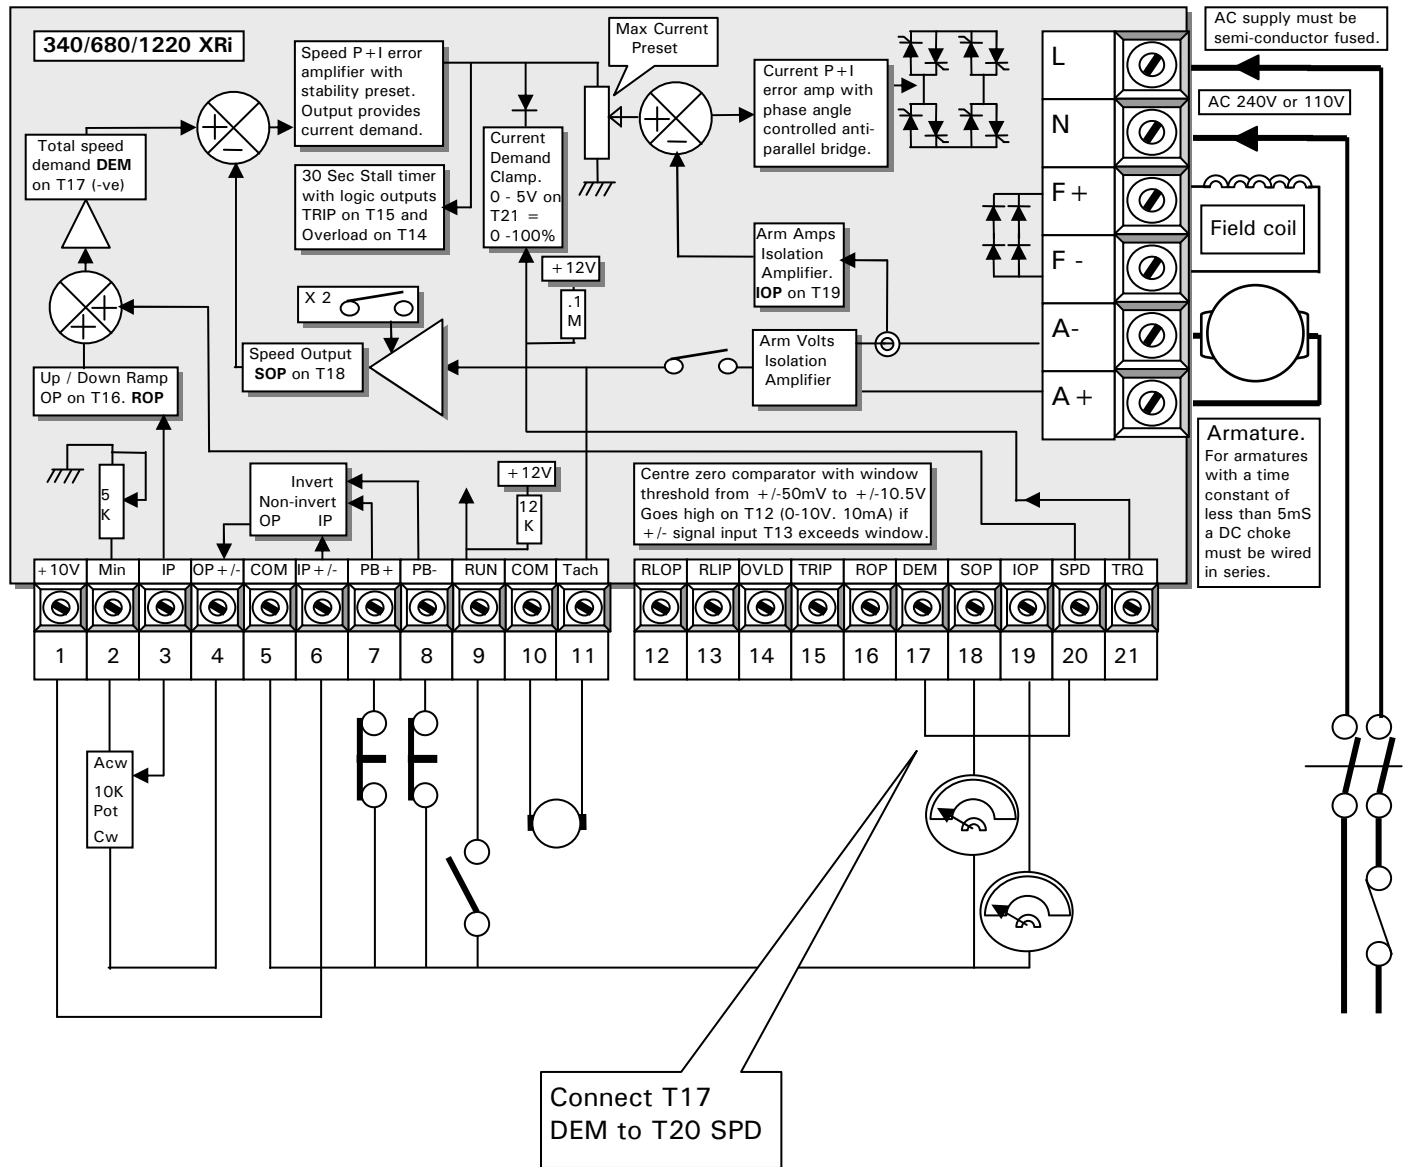 340/680/1220 XRi
Speed P+I error
amplifier with
stability preset.
Output provides
current demand.
Max Current
Preset
Current P+I
error amp with
phase angle
controlled anti-
parallel bridge.
AC supply must be
semi-conductor fused.
AC 240V or 110V
L
N
F+
F -
A-
A+
Field coil
Total speed
demand DEM
on T17 (-ve)
30 Sec Stall timer
with logic outputs
TRIP on T15 and
Overload on T14
Current
Demand
Clamp.
0 - 5V on
T21 =
0 -100%
+12V
.1
M
Arm Amps
Isolation
Amplifier.
IOP on T19
X 2
Speed Output
SOP on T18
Arm Volts
Isolation
Amplifier
Up / Down Ramp
OP on T16. ROP
5
K
Invert
Non-invert
OP IP
+12V
12
K
Centre zero comparator with window
threshold from +/-50mV to +/-10.5V
Goes high on T12 (0-10V. 10mA) if
+/- signal input T13 exceeds window.
Armature.
For armatures
with a time
constant of
less than 5mS
a DC choke
must be wired
in series.
+10V Min IP OP+/- COM IP+/- PB+ PB- RUN COM Tach
RLOP RLIP OVLD TRIP ROP DEM SOP IOP SPD TRQ
1 2 3 4 5 6 7 8 9 10 11
12 13 14 15 16 17 18 19 20 21
Acw
10K
Pot
Cw
Connect T17
DEM to T20 SPD